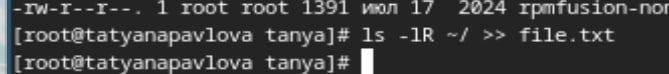 -rw-r--r--. 1 root root 1391 июл 17  2024 rpmfusion-non
[root@tatyanapavlova tanya]# ls -lR ~/ >> file.txt
[root@tatyanapavlova tanya]#